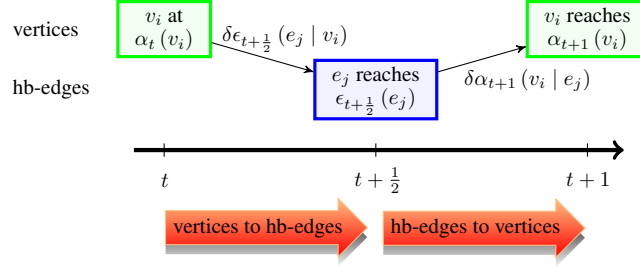 vertices
v_i at
α_t (v_i)
δϵ_{t+1/2} (e_j | v_i)
v_i reaches
α_{t+1} (v_i)
hb-edges
e_j reaches
ϵ_{t+1/2} (e_j)
δα_{t+1} (v_i | e_j)
t
t + 1/2
t + 1
vertices to hb-edges
hb-edges to vertices